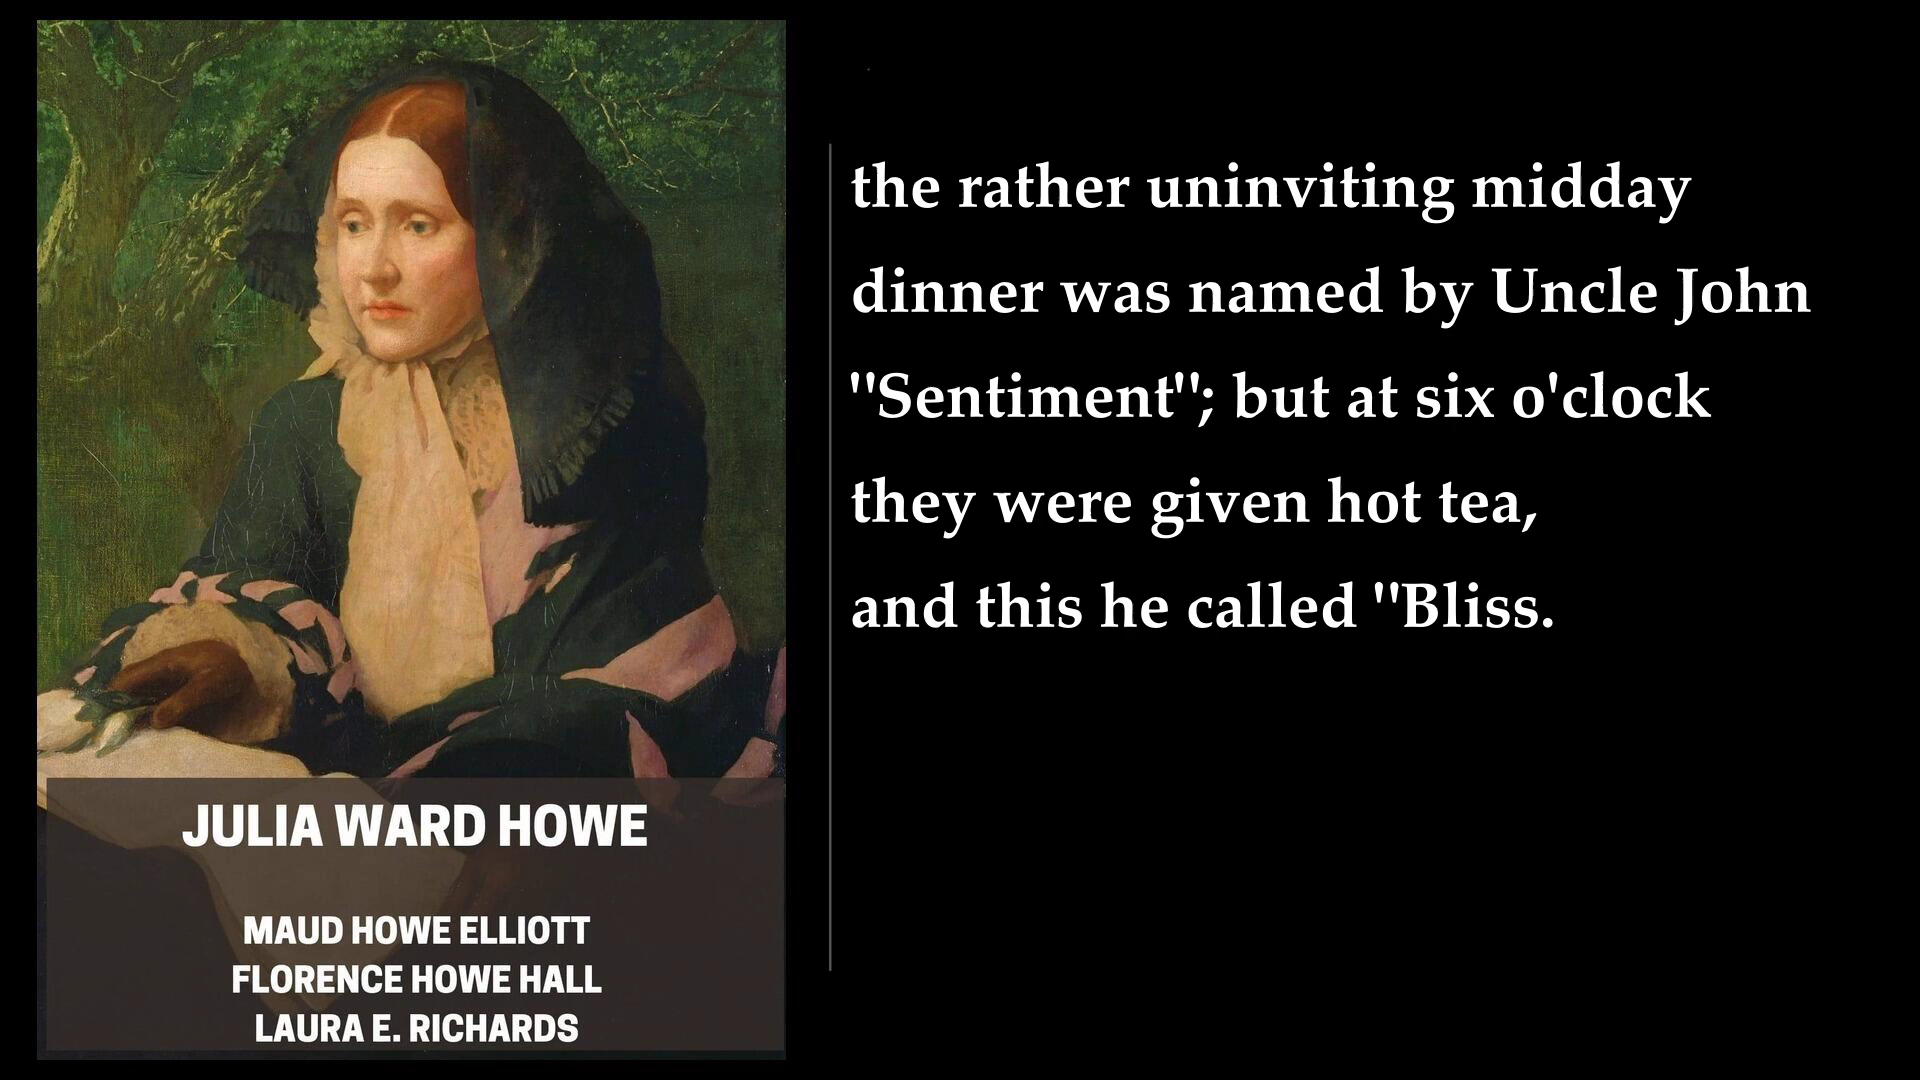 JULIA WARD HOWE
MAUD HOWE ELLIOTT
FLORENCE HOWE HALL
LAURA E. RICHARDS
the rather uninviting midday
dinner was named by Uncle John
"Sentiment"; but at six o'clock
they were given hot tea,
and this he called "Bliss.